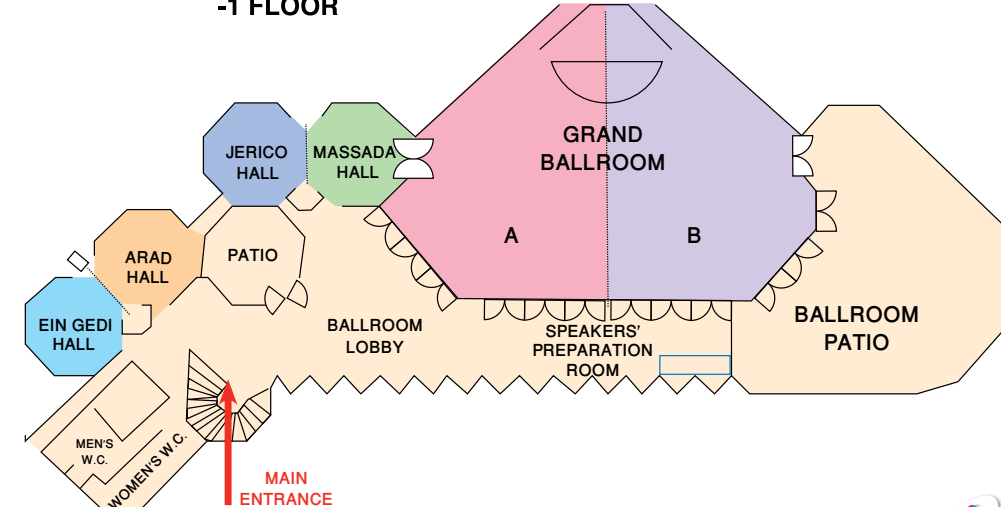 -1 FLOOR
GRAND
BALLROOM
JERICO
HALL
MASSADA
HALL
A
B
ARAD
HALL
PATIO
EIN GEDI
HALL
BALLROOM
LOBBY
SPEAKERS'
PREPARATION
ROOM
BALLROOM
PATIO
MEN'S
W.C.
WOMEN'S W.C.
MAIN
ENTRANCE